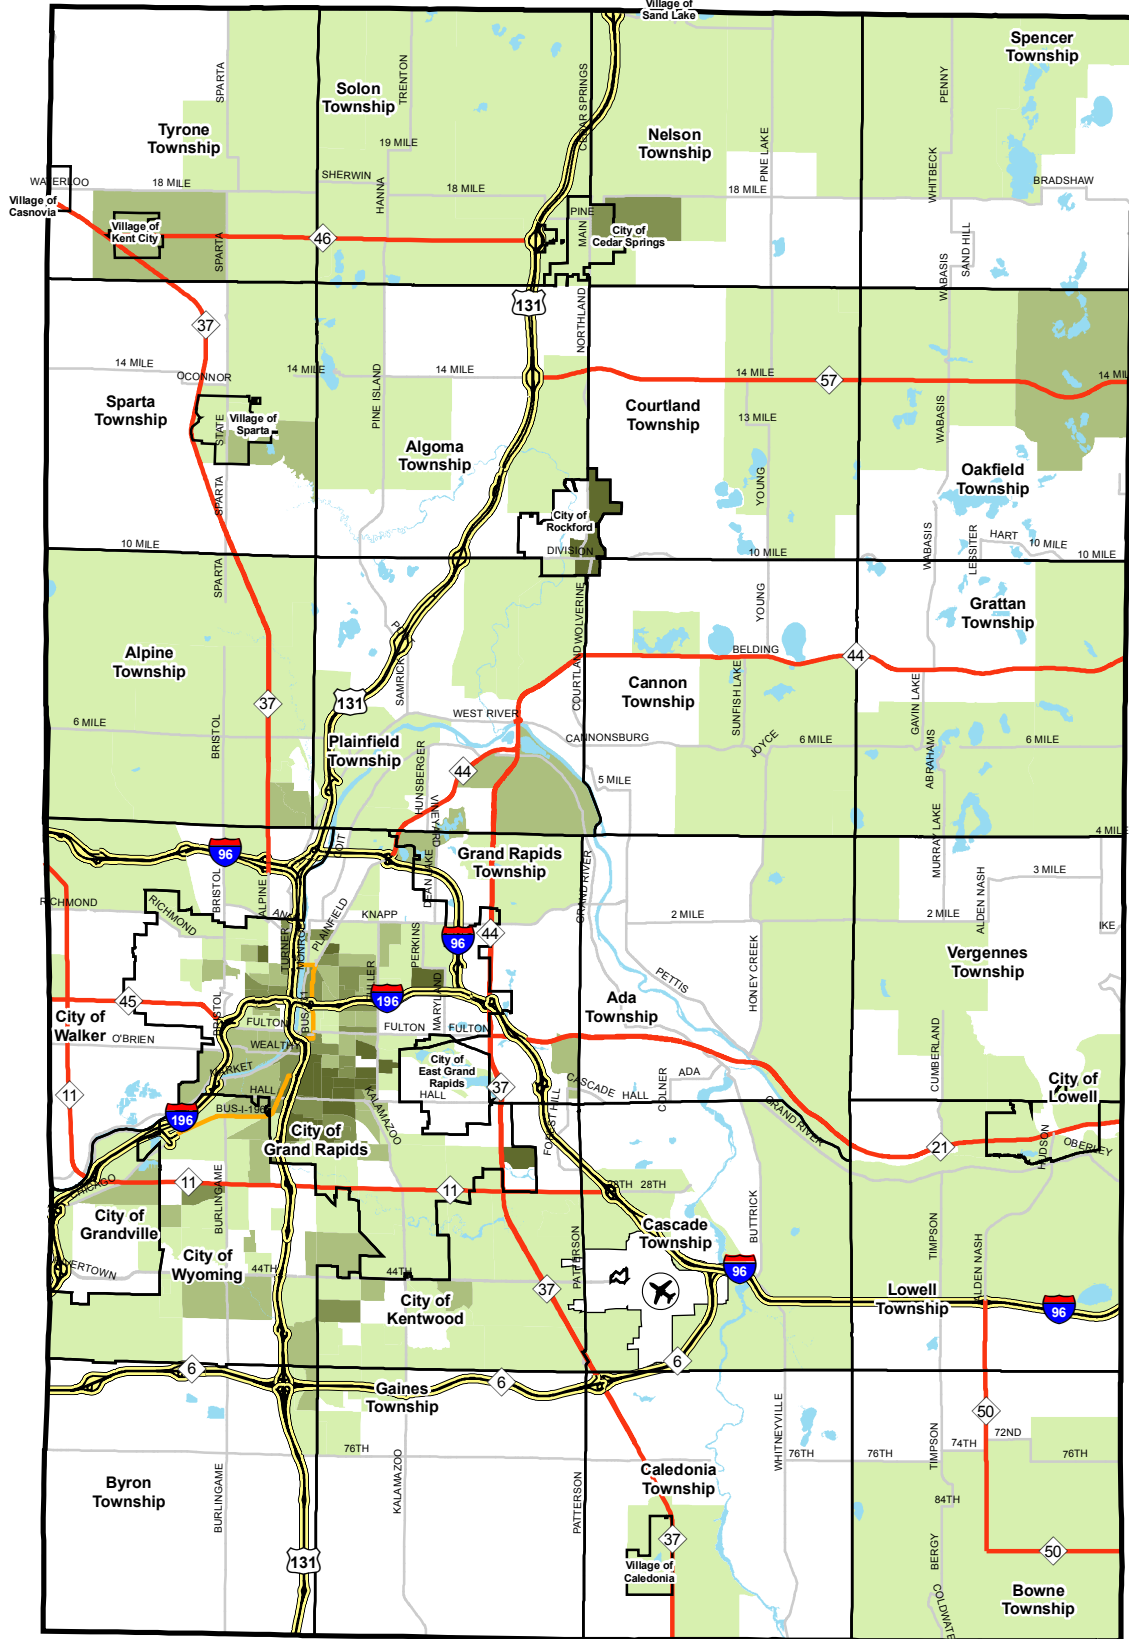 Village of
Sand Lake
Spencer
Township
Solon
Township
TRENTON
SPARTA
CEDAR SPRINGS
PENNY
Tyrone
Township
Nelson
Township
PINE LAKE
19 MILE
WHITBECK
SHERWIN
HANNA
18 MILE
18 MILE
18 MILE
BRADSHAW
WATERLOO
Village of
Casnovia
Village of
Kent City
SPARTA
46
PINE
MAIN
City of
Cedar Springs
SAND HILL
WABASIS
131
NORTHLAND
37
14 MILE
OCONNOR
14 MILE
14 MILE
14 MILE
57
14 MIL
Sparta
Township
STATE
Village of
Sparta
PINE ISLAND
Courtland
Township
13 MILE
WABASIS
Algoma
Township
Oakfield
Township
YOUNG
SPARTA
City of
Rockford
DIVISION
10 MILE
10 MILE
WABASIS
LESSITER
HART
10 MILE
10 MILE
SPARTA
Grattan
Township
YOUNG
COURTLAND
WOLVERINE
Alpine
Township
BELDING
44
SAMRICK
Cannon
Township
SUNFISH LAKE
GAVIN LAKE
37
131
WEST RIVER
6 MILE
BRISTOL
Plainfield
Township
CANNONSBURG
JOYCE
6 MILE
6 MILE
ABRAHAMS
HUNSBERGER
44
5 MILE
VINEYARD
MURRAY LAKE
4 MILE
96
COIT
Grand Rapids
Township
DEAN LAKE
GRAND RIVER
3 MILE
ALDEN NASH
RICHMOND
RICHMOND
BRISTOL
ALPINE
PLAINFIELD
KNAPP
2 MILE
2 MILE
IKE
TURNER
MONROE
PERKINS
96
44
HONEY CREEK
Vergennes
Township
PETTIS
FULLER
MARYLAND
45
196
Ada
Township
City of
Walker
BRISTOL
O'BRIEN
FULTON
FULTON
FULTON
WEALTHY
MARKET
City of
East Grand
Rapids
CUMBERLAND
CASCADE
HALL
COLNER
ADA
City of
Lowell
11
HALL
HALL
37
196
BUS-I-196
KALAMAZOO
FOREST HILL
GRAND RIVER
City of
Grand Rapids
21
HUDSON
OBERLEY
CHICAGO
11
11
28TH
28TH
City of
Grandville
BURLINGAME
City of
Wyoming
PATTERSON
Cascade
Township
BUTTRICK
TIMPSON
ALDEN NASH
44TH
44TH
96
37
City of
Kentwood
Lowell
Township
96
6
6
6
Gaines
Township
50
WHITNEYVILLE
TIMPSON
72ND
74TH
76TH
76TH
76TH
76TH
Byron
Township
BURLINGAME
KALAMAZOO
PATTERSON
Caledonia
Township
84TH
131
37
Village of
Caledonia
BERGY
50
Bowne
Township